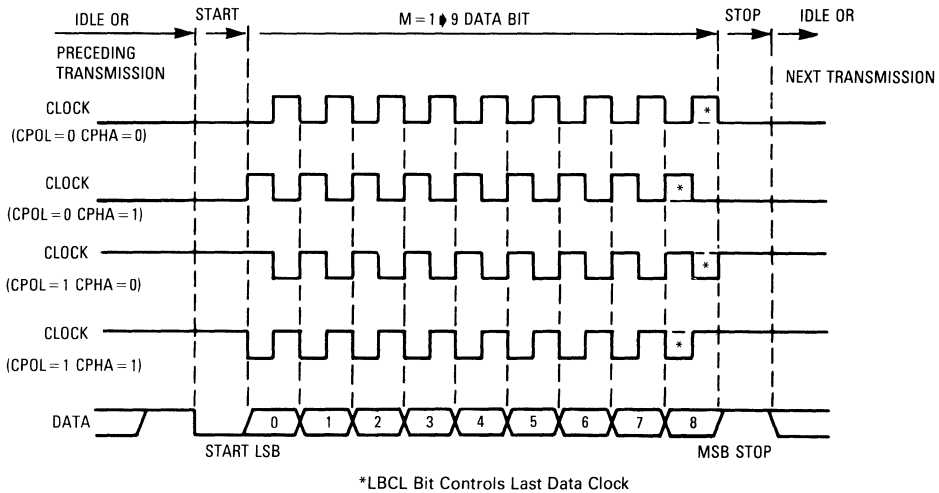 IDLE OR START M=1➧9 DATA BIT STOP IDLE OR
PRECEDING
TRANSMISSION
NEXT TRANSMISSION
CLOCK
(CPOL=0 CPHA=0)
*
CLOCK
(CPOL=0 CPHA=1)
*
CLOCK
(CPOL=1 CPHA=0)
*
CLOCK
(CPOL=1 CPHA=1)
*
DATA 0 1 2 3 4 5 6 7 8
START LSB MSB STOP
*LBCL Bit Controls Last Data Clock